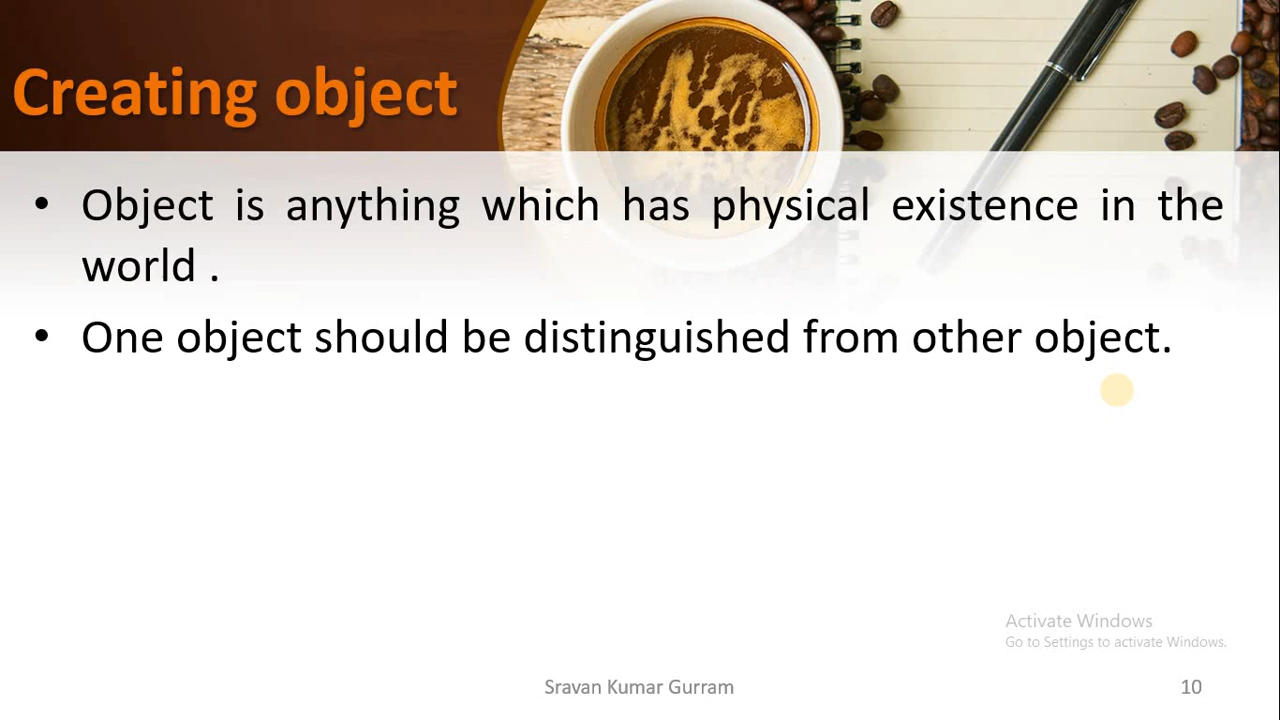 Creating object
• Object is anything which has physical existence in the
world .
• One object should be distinguished from other object.
Activate Windows
Go to Settings to activate Windows.
Sravan Kumar Gurram
10